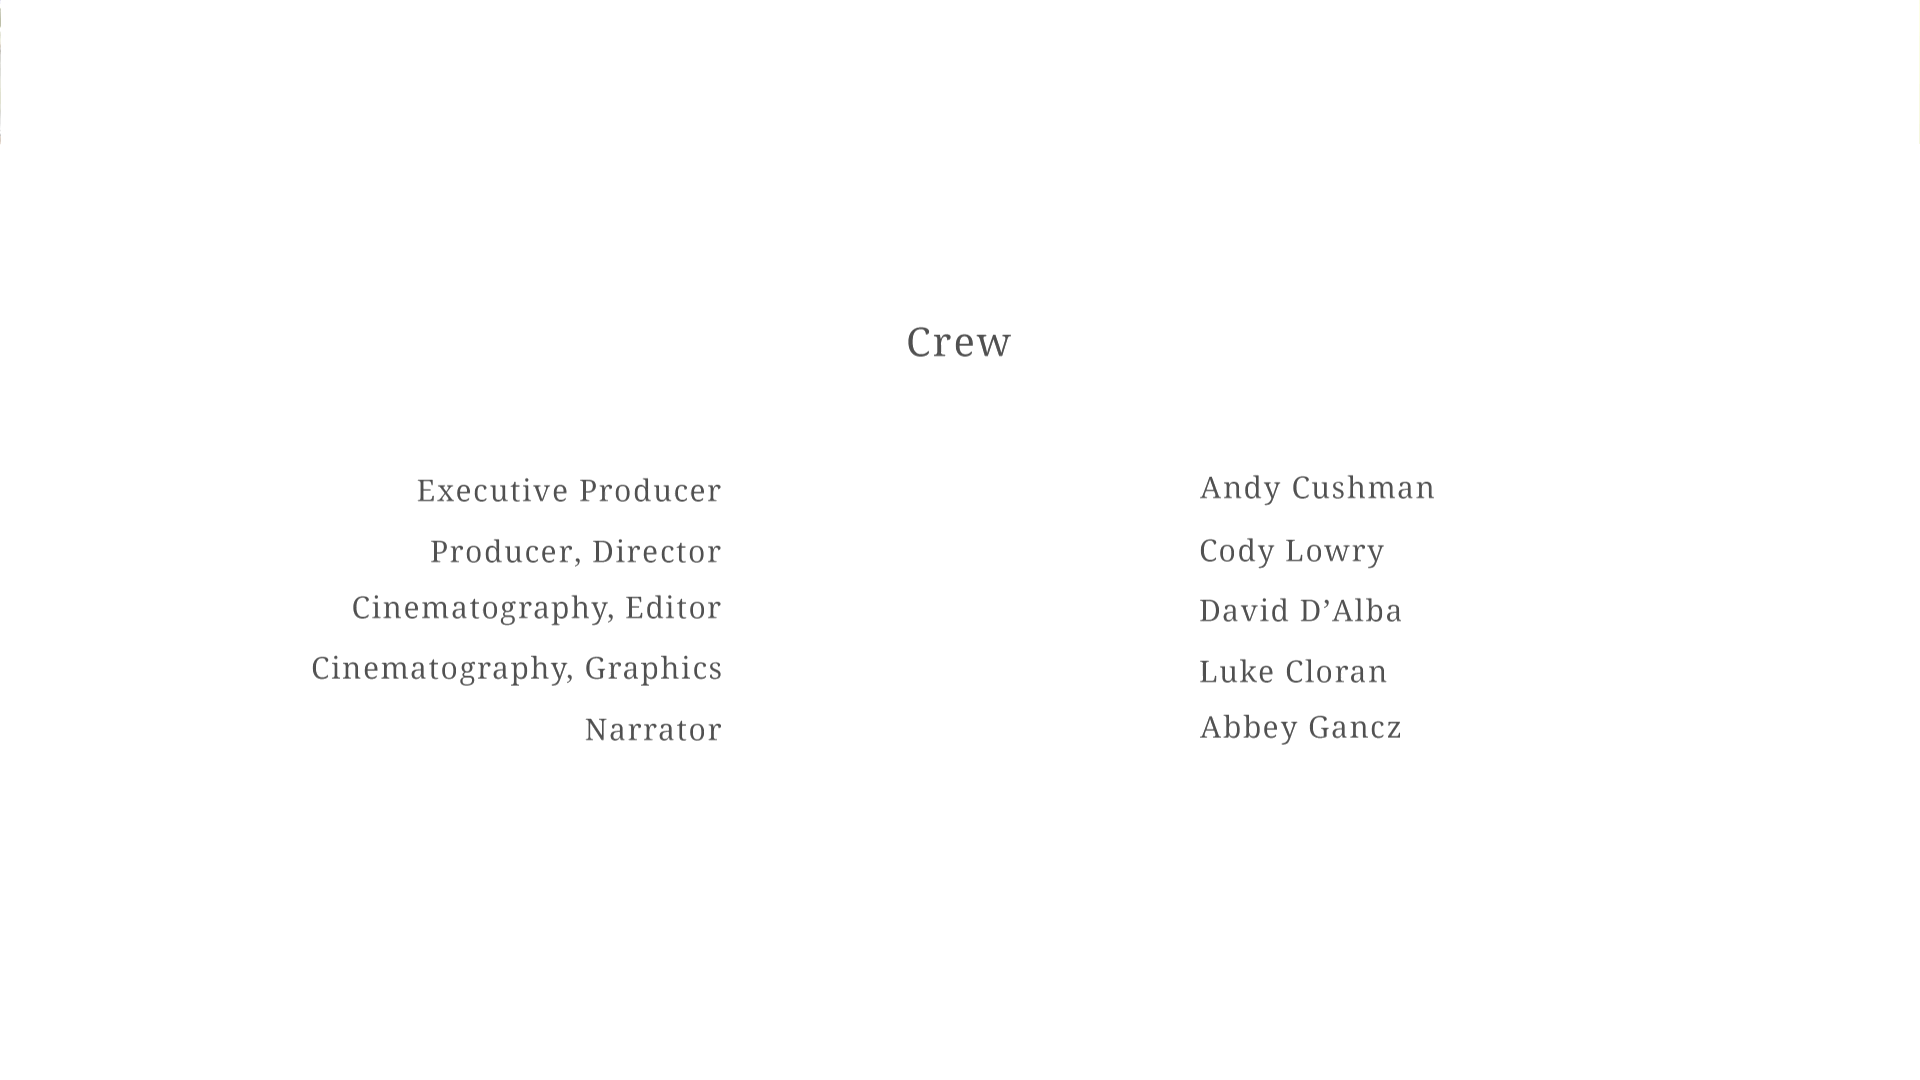 Crew
Executive Producer Andy Cushman
Producer, Director Cody Lowry
Cinematography, Editor David D’Alba
Cinematography, Graphics Luke Cloran
Narrator Abbey Gancz